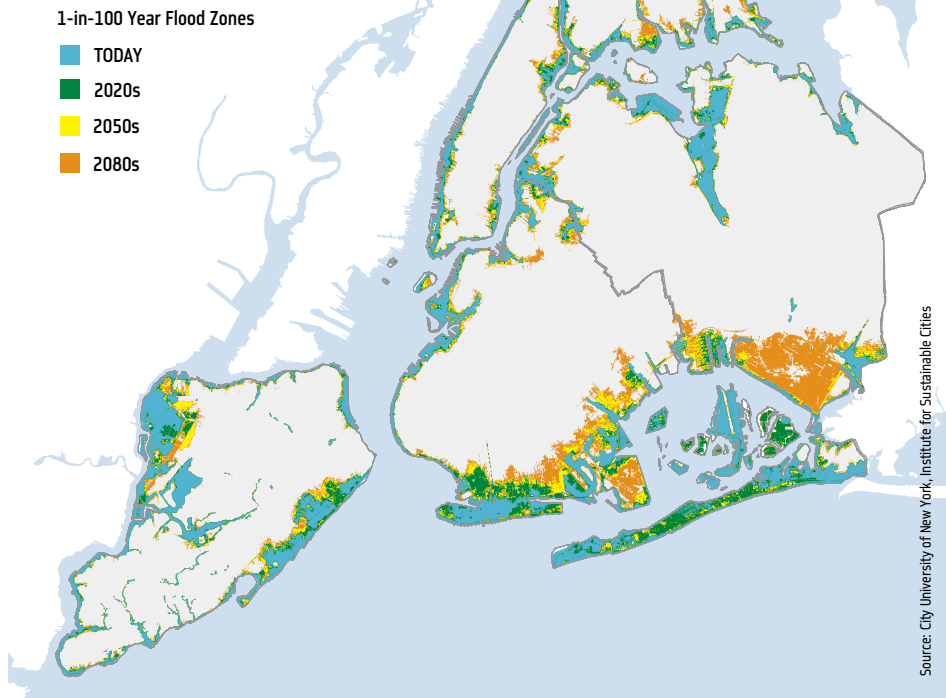 1-in-100 Year Flood Zones
TODAY
2020s
2050s
2080s
Source: City University of New York, Institute for Sustainable Cities